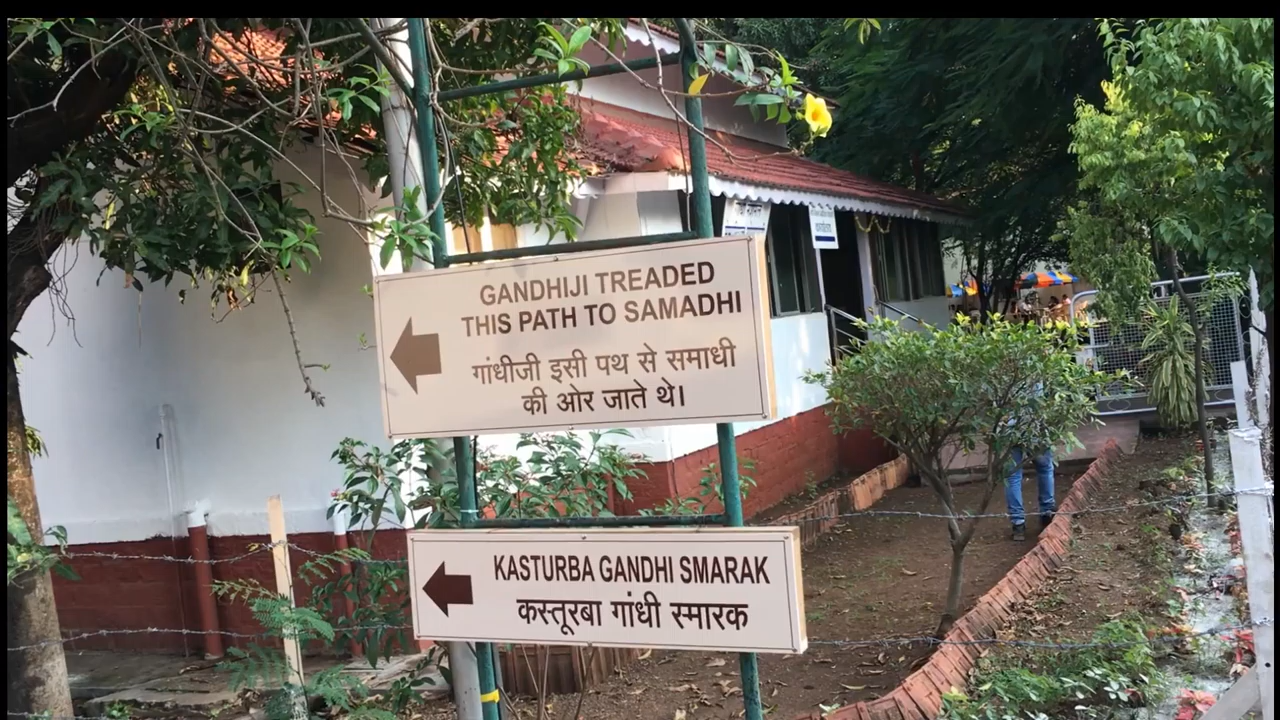 GANDHIJI TREADED
THIS PATH TO SAMADHI
गांधीजी इसी पथ से समाधी
की ओर जाते थे।
KASTURBA GANDHI SMARAK
कस्तूरबा गांधी स्मारक